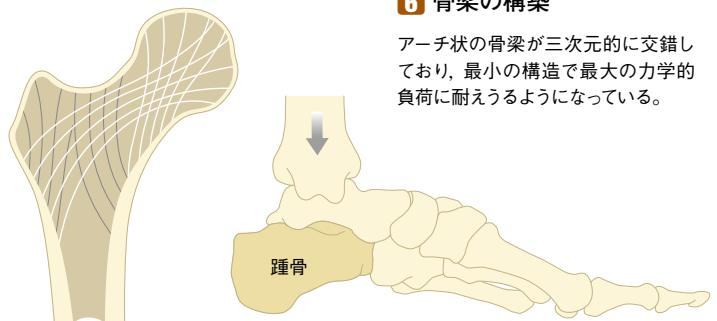 6 骨梁の構築
アーチ状の骨梁が三次元的に交錯し
ており，最小の構造で最大の力学的
負荷に耐えうるようになっている。
踵骨